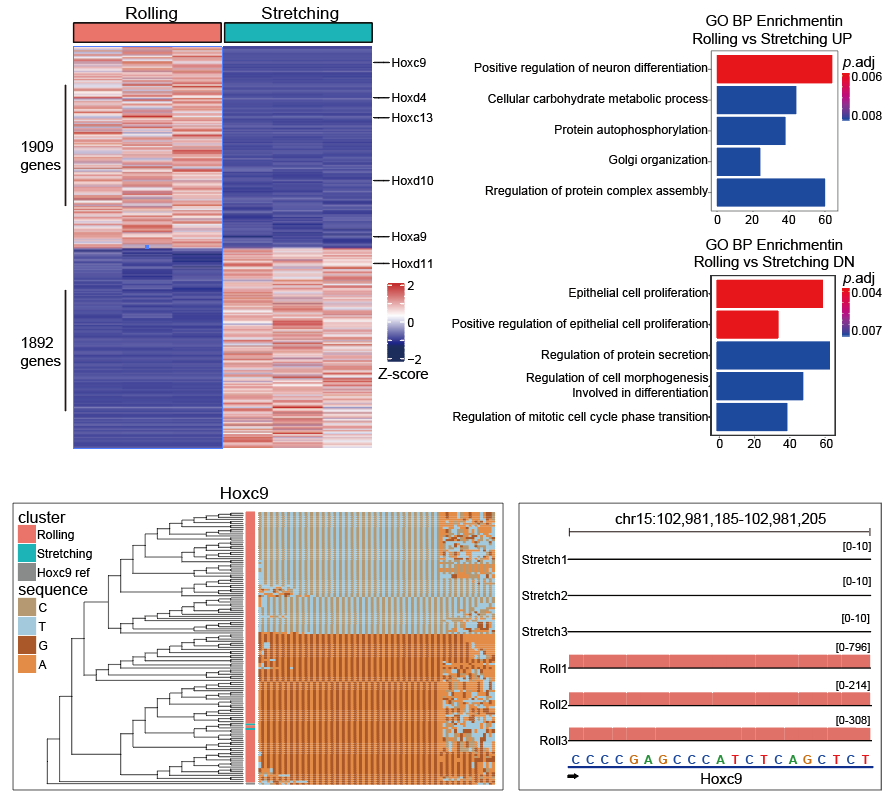 Rolling
Stretching
Hoxc9
Hoxd4
Hoxc13
Hoxd10
Hoxa9
Hoxd11
1909
genes
1892
genes
2
0
−2
Z-score
GO BP Enrichmentin
Rolling vs Stretching UP
Positive regulation of neuron differentiation
Cellular carbohydrate metabolic process
Protein autophosphorylation
Golgi organization
Rregulation of protein complex assembly
0 20 40 60
p.adj
0.006
0.008
GO BP Enrichmentin
Rolling vs Stretching DN
Epithelial cell proliferation
Positive regulation of epithelial cell proliferation
Regulation of protein secretion
Regulation of cell morphogenesis
Involved in differentiation
Regulation of mitotic cell cycle phase transition
0 20 40 60
p.adj
0.004
0.007
Hoxc9
cluster
Rolling
Stretching
Hoxc9 ref
sequence
C
T
G
A
chr15:102,981,185-102,981,205
[0-10]
Stretch1
[0-10]
Stretch2
[0-10]
Stretch3
[0-796]
Roll1
[0-214]
Roll2
[0-308]
Roll3
C C C C G A G C C C A T C T C A G C T C T
Hoxc9